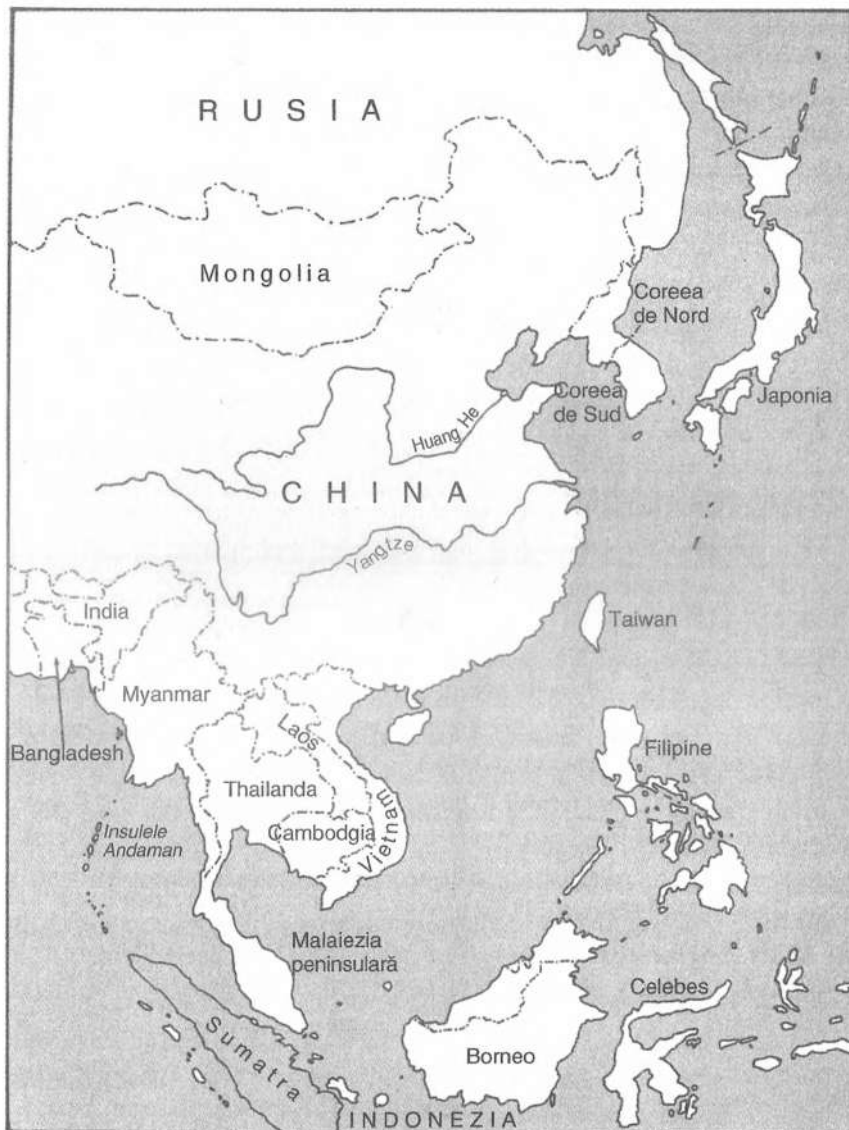 RUSIA
Mongolia
Coreea
de Nord
Coreea
de Sud
Japonia
Huang He
CHINA
Yangtze
India
Taiwan
Myanmar
Laos
Bangladesh
Filipine
Thailanda
Insulele
Andaman
Cambodgia
Vietnam
Malaiezia
peninsulară
Celebes
Sumatra
Borneo
INDONEZIA